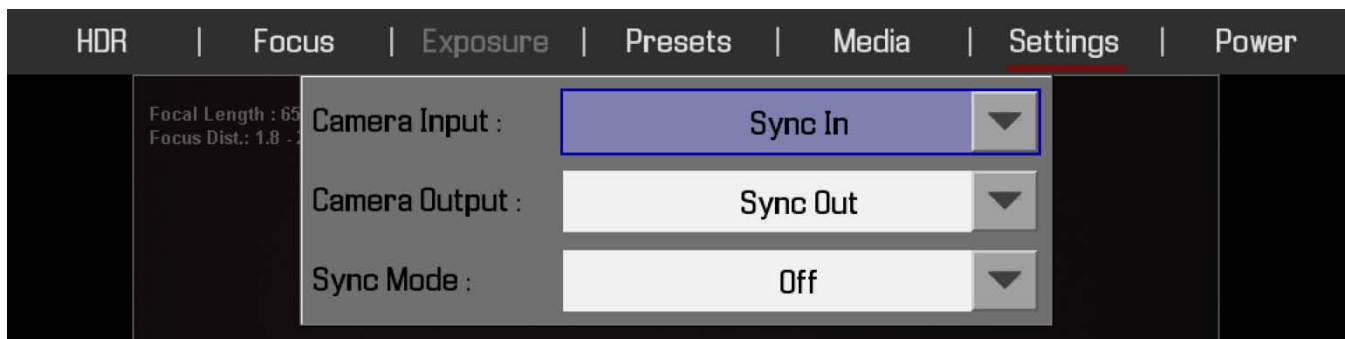 HDR | Focus | Exposure | Presets | Media | Settings | Power
Focal Length : 65
Focus Dist.: 1.8 -
Camera Input : Sync In
Camera Output : Sync Out
Sync Mode : Off